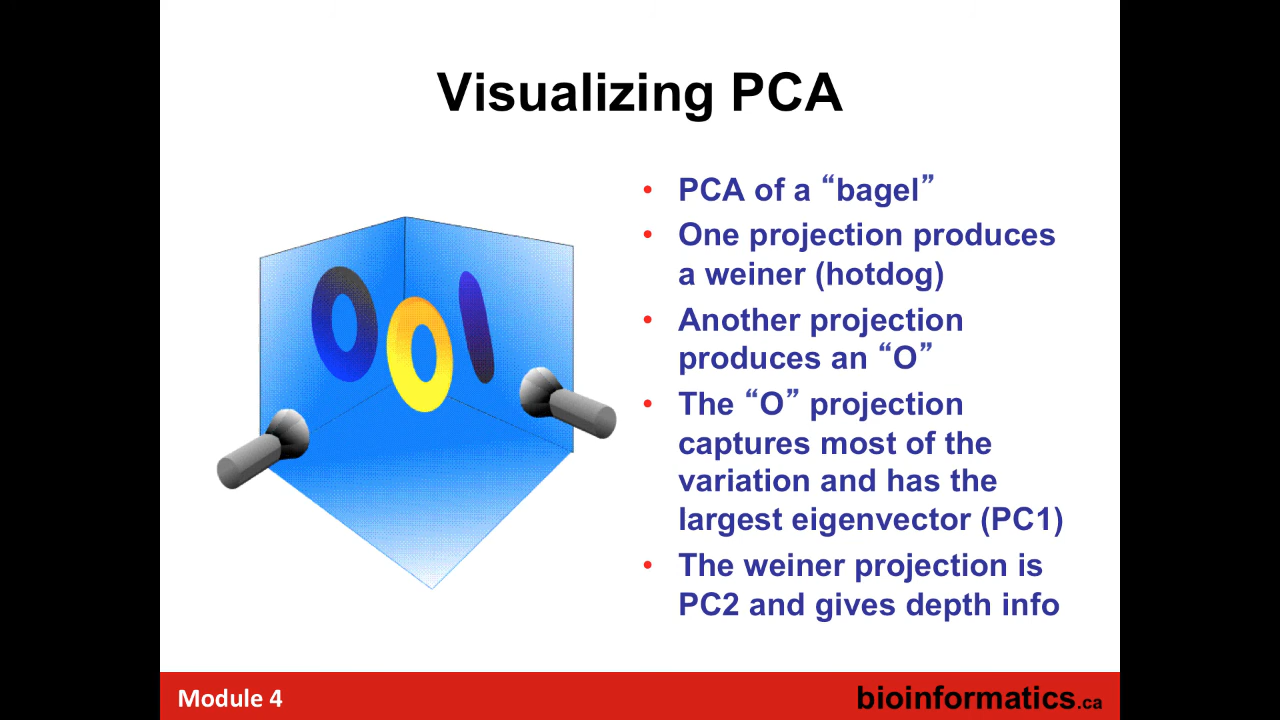 Visualizing PCA
• PCA of a “bagel”
• One projection produces
a weiner (hotdog)
• Another projection
produces an “O”
• The “O” projection
captures most of the
variation and has the
largest eigenvector (PC1)
• The weiner projection is
PC2 and gives depth info
Module 4
bioinformatics.ca